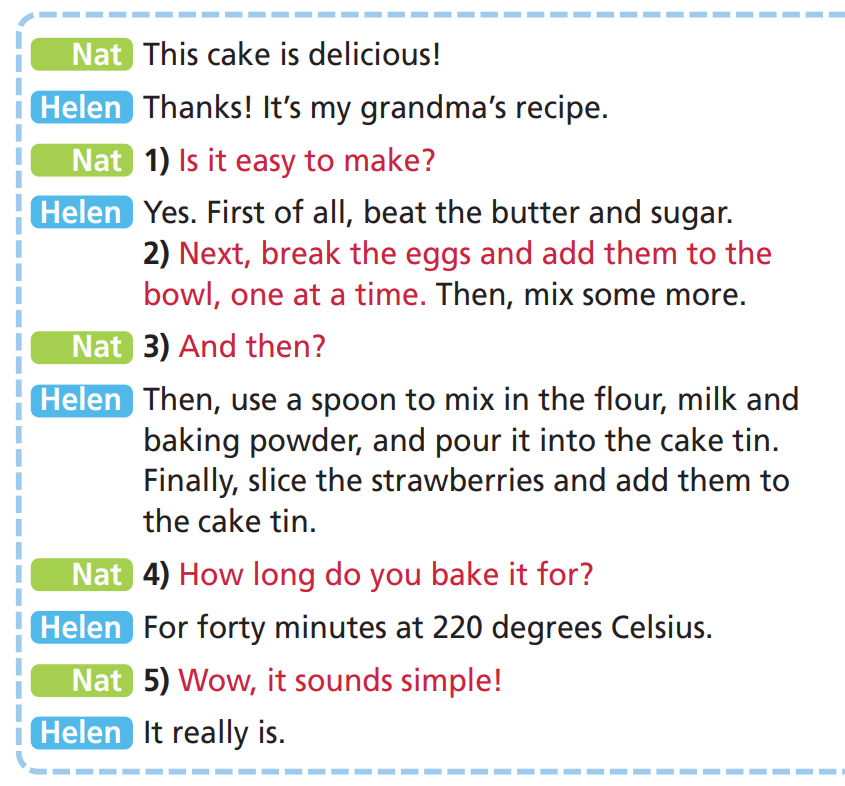 Nat This cake is delicious!
Helen Thanks! It's my grandma's recipe.
Nat 1) Is it easy to make?
Helen Yes. First of all, beat the butter and sugar.
2) Next, break the eggs and add them to the
bowl, one at a time. Then, mix some more.
Nat 3) And then?
Helen Then, use a spoon to mix in the flour, milk and
baking powder, and pour it into the cake tin.
Finally, slice the strawberries and add them to
the cake tin.
Nat 4) How long do you bake it for?
Helen For forty minutes at 220 degrees Celsius.
Nat 5) Wow, it sounds simple!
Helen It really is.